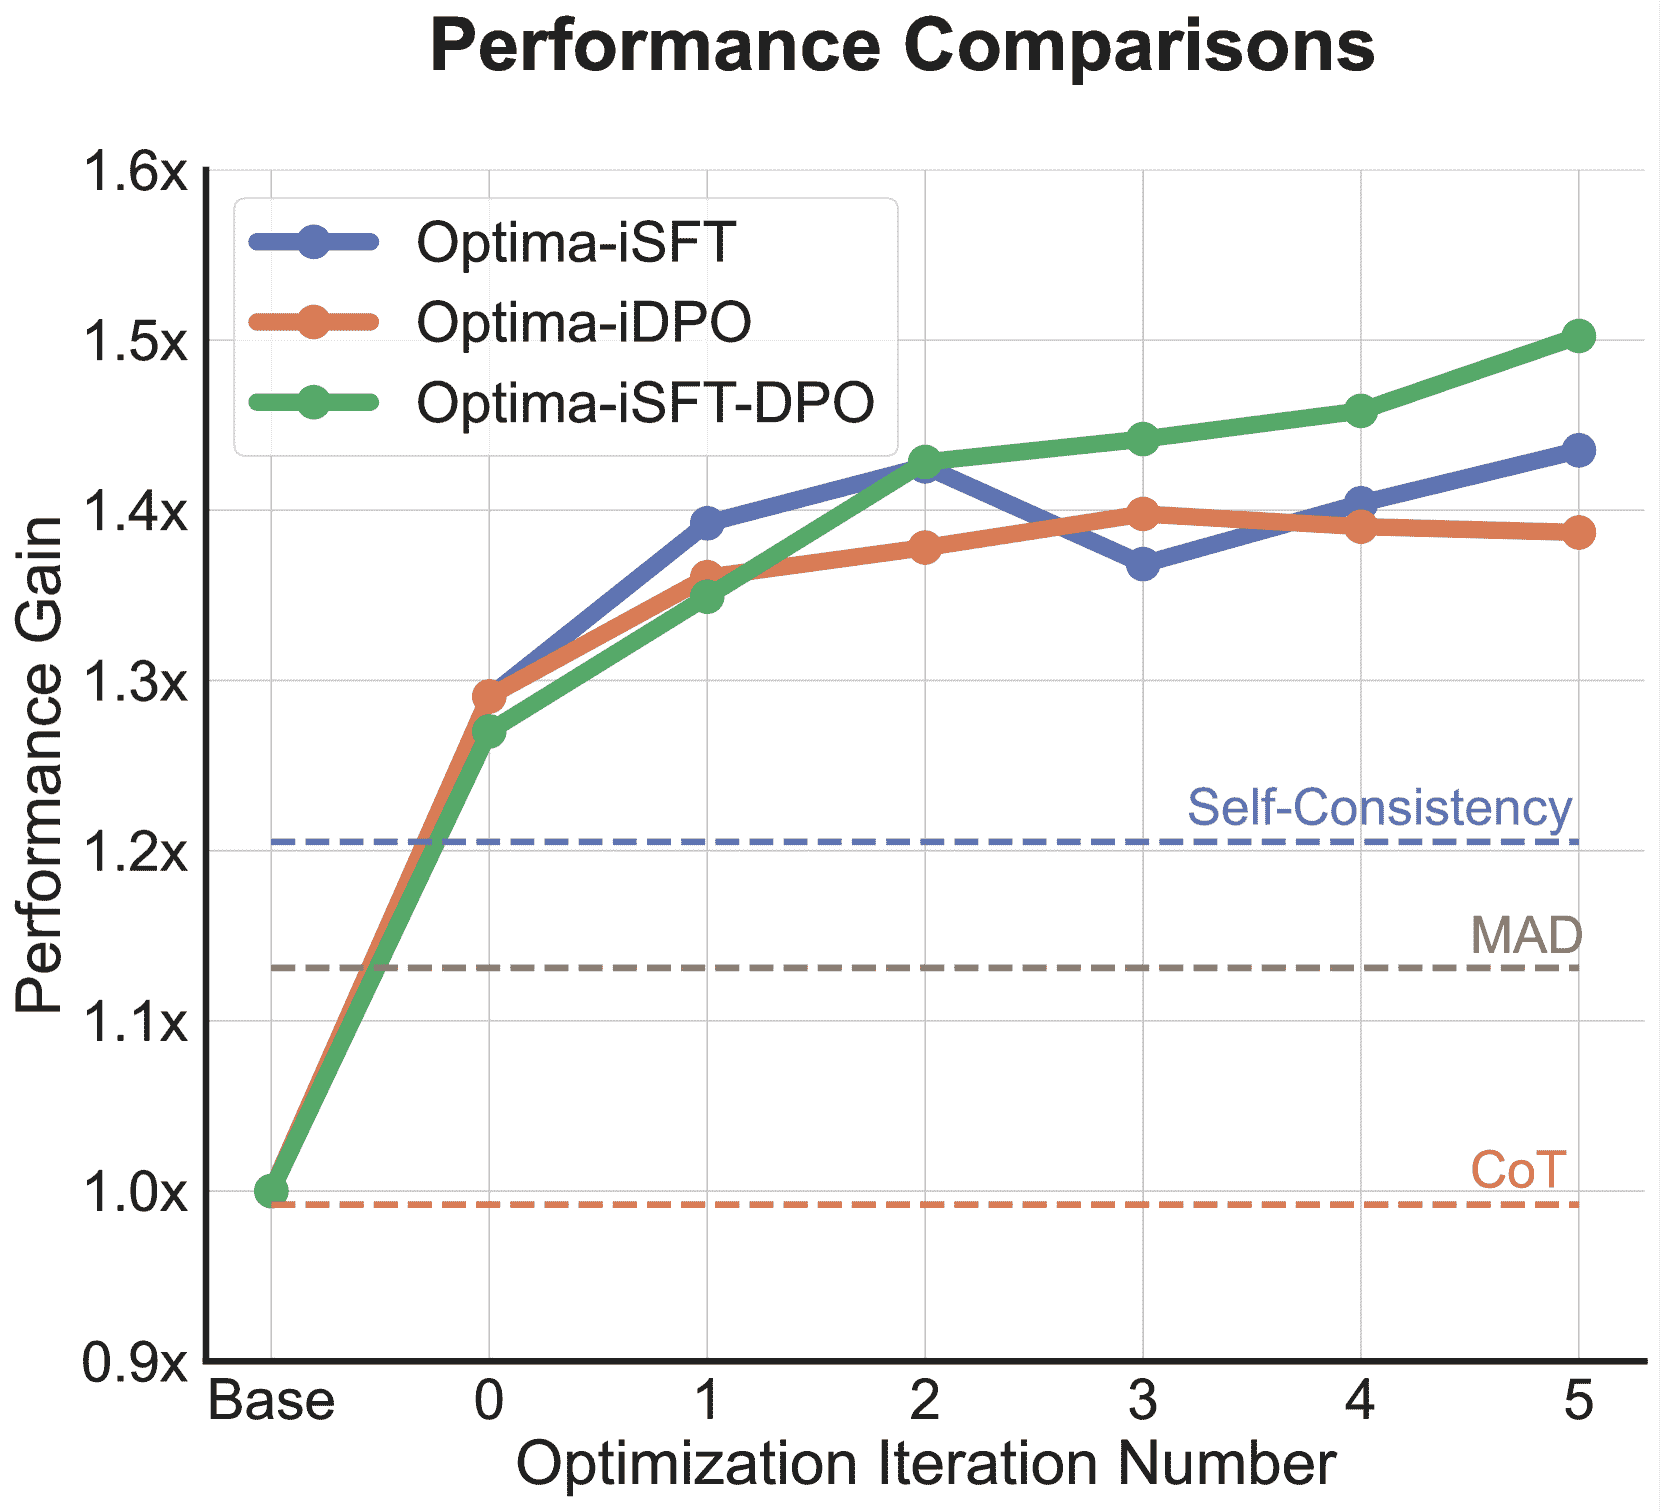 Performance Comparisons
1.6x
1.5x
1.4x
1.3x
1.2x
1.1x
1.0x
0.9x
Performance Gain
Optima-iSFT
Optima-iDPO
Optima-iSFT-DPO
Self-Consistency
MAD
CoT
Base 0 1 2 3 4 5
Optimization Iteration Number